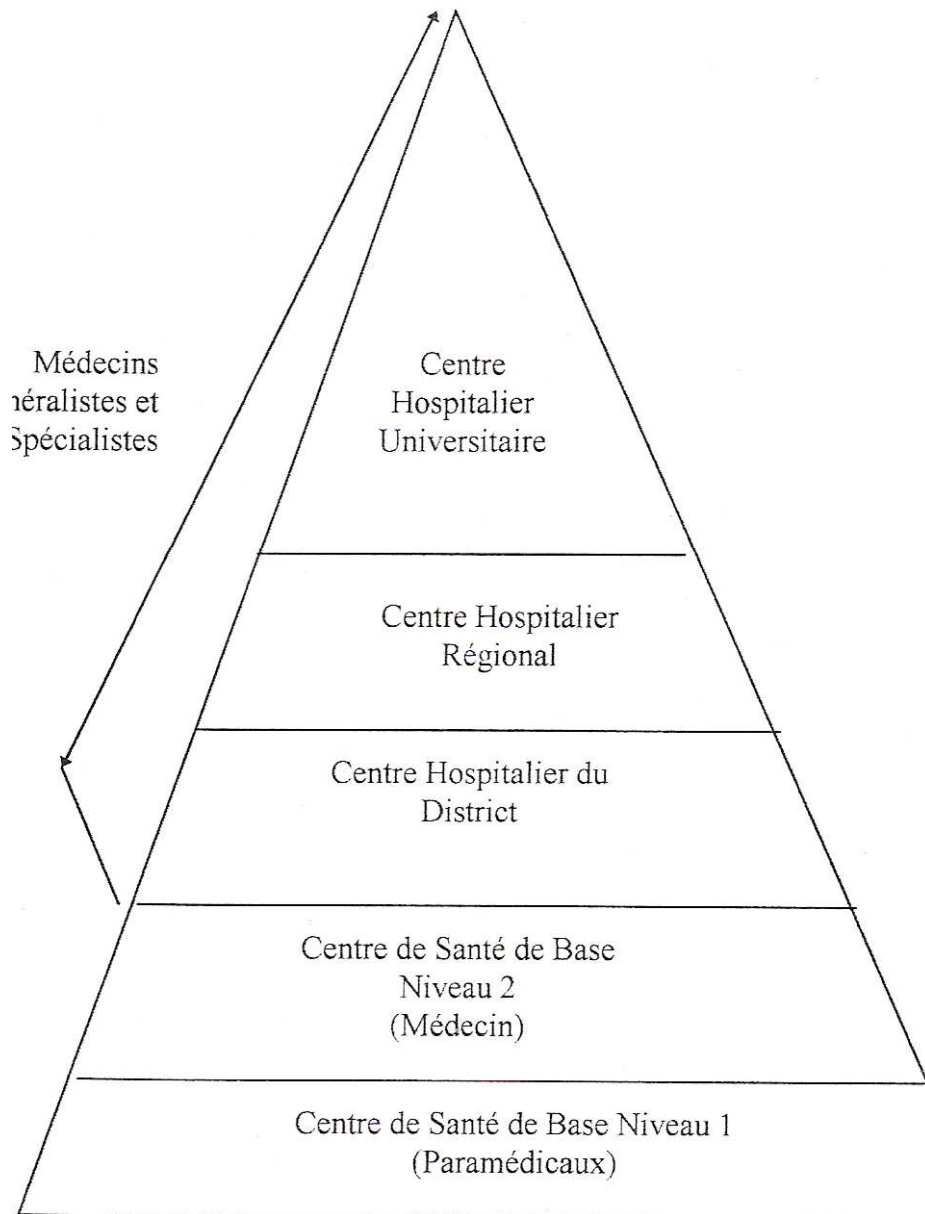 Médecins
néralistes et
Spécialistes
Centre
Hospitalier
Universitaire
Centre Hospitalier
Régional
Centre Hospitalier du
District
Centre de Santé de Base
Niveau 2
(Médecin)
Centre de Santé de Base Niveau 1
(Paramédicaux)